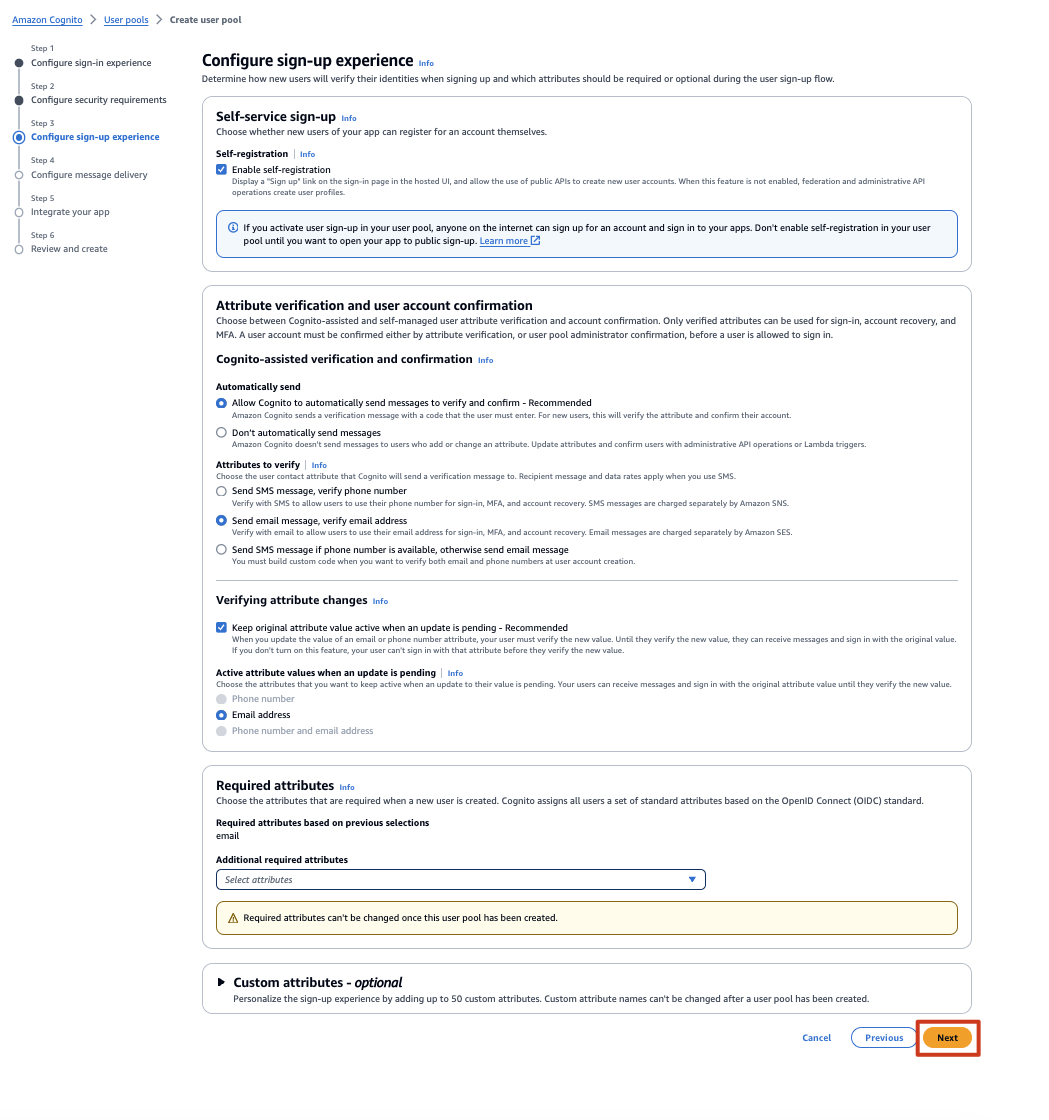 Amazon Cognito > User pools > Create user pool
Step 1
Configure sign-in experience
Step 2
Configure security requirements
Step 3
Configure sign-up experience
Step 4
Configure message delivery
Step 5
Integrate your app
Step 6
Review and create
Configure sign-up experience Info
Determine how new users will verify their identities when signing up and which attributes should be required or optional during the user sign-up flow.
Self-service sign-up Info
Choose whether new users of your app can register for an account themselves.
Self-registration | Info
Enable self-registration
Display a "Sign up" link on the sign-in page in the hosted UI, and allow the use of public APIs to create new user accounts. When this feature is not enabled, federation and administrative API
operations create user profiles.
If you activate user sign-up in your user pool, anyone on the internet can sign up for an account and sign in to your apps. Don't enable self-registration in your user
pool until you want to open your app to public sign-up. Learn more
Attribute verification and user account confirmation
Choose between Cognito-assisted and self-managed user attribute verification and account confirmation. Only verified attributes can be used for sign-in, account recovery, and
MFA. A user account must be confirmed either by attribute verification, or user pool administrator confirmation, before a user is allowed to sign in.
Cognito-assisted verification and confirmation Info
Automatically send
Allow Cognito to automatically send messages to verify and confirm - Recommended
Amazon Cognito sends a verification message with a code that the user must enter. For new users, this will verify the attribute and confirm their account.
Don't automatically send messages
Amazon Cognito doesn't send messages to users who add or change an attribute. Update attributes and confirm users with administrative API operations or Lambda triggers.
Attributes to verify | Info
Choose the user contact attribute that Cognito will send a verification message to. Recipient message and data rates apply when you use SMS.
Send SMS message, verify phone number
Verify with SMS to allow users to use their phone number for sign-in, MFA, and account recovery. SMS messages are charged separately by Amazon SNS.
Send email message, verify email address
Verify with email to allow users to use their email address for sign-in, MFA, and account recovery. Email messages are charged separately by Amazon SES.
Send SMS message if phone number is available, otherwise send email message
You must build custom code when you want to verify both email and phone numbers at user account creation.
Verifying attribute changes Info
Keep original attribute value active when an update is pending - Recommended
When you update the value of an email or phone number attribute, your user must verify the new value. Until they verify the new value, they can receive messages and sign in with the original value.
If you don't turn on this feature, your user can't sign in with that attribute before they verify the new value.
Active attribute values when an update is pending | Info
Choose the attributes that you want to keep active when an update to their value is pending. Your users can receive messages and sign in with the original attribute value until they verify the new value.
Phone number
Email address
Phone number and email address
Required attributes Info
Choose the attributes that are required when a new user is created. Cognito assigns all users a set of standard attributes based on the OpenID Connect (OIDC) standard.
Required attributes based on previous selections
email
Additional required attributes
Select attributes
Required attributes can't be changed once this user pool has been created.
Custom attributes - optional
Personalize the sign-up experience by adding up to 50 custom attributes. Custom attribute names can't be changed after a user pool has been created.
Cancel Previous Next